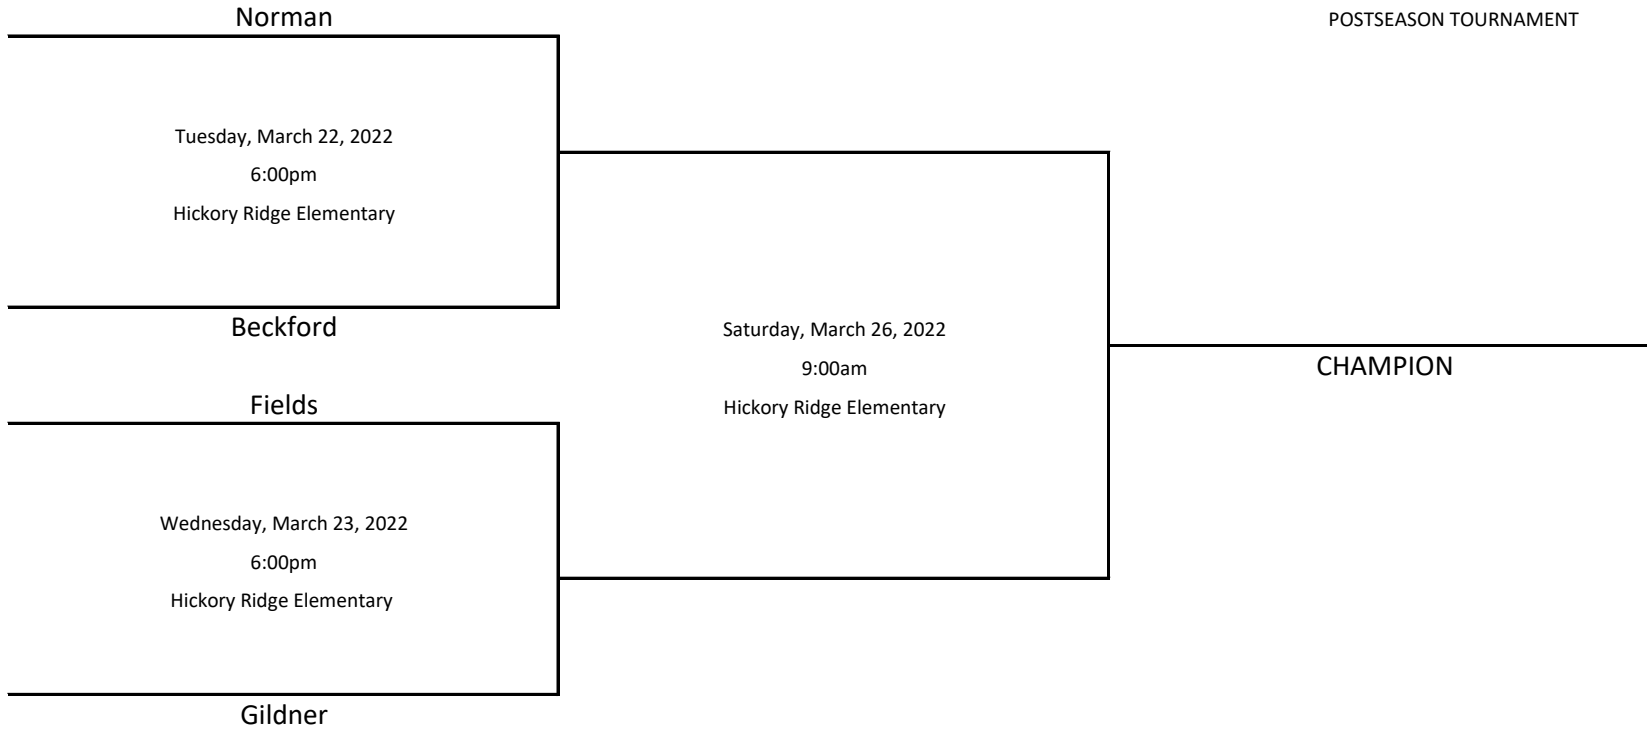 Norman
POSTSEASON TOURNAMENT
Tuesday, March 22, 2022
6:00pm
Hickory Ridge Elementary
Beckford
Saturday, March 26, 2022
9:00am
Hickory Ridge Elementary
CHAMPION
Fields
Wednesday, March 23, 2022
6:00pm
Hickory Ridge Elementary
Gildner